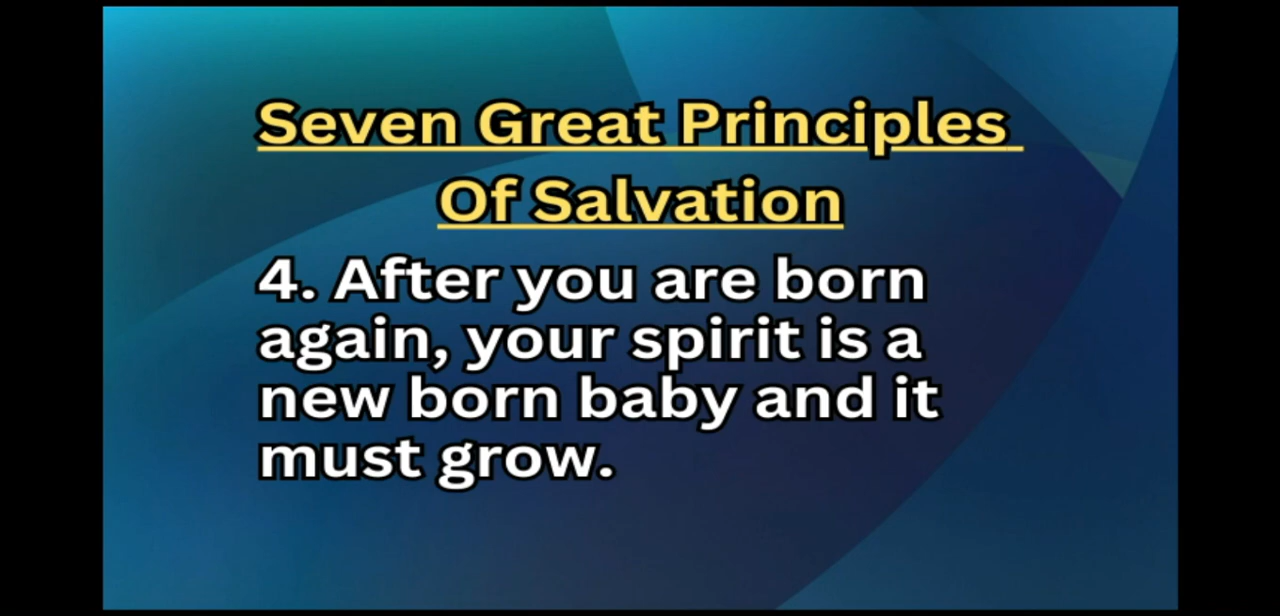 Seven Great Principles
Of Salvation
4. After you are born
again, your spirit is a
new born baby and it
must grow.